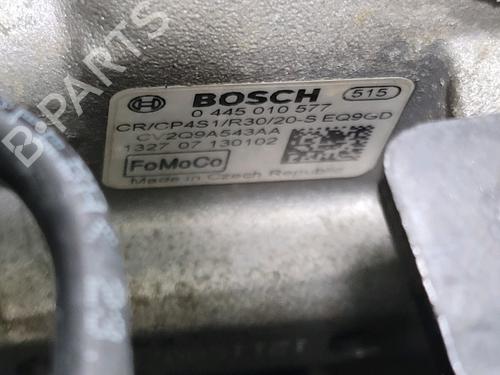 B-PARTS
BOSCH 515
0 445 010 577
CR/CP4S1/R30/20-S EQ9GD
CV2Q9A543AA
1327 07 130102
FoMoCo
Made in Czech Republic